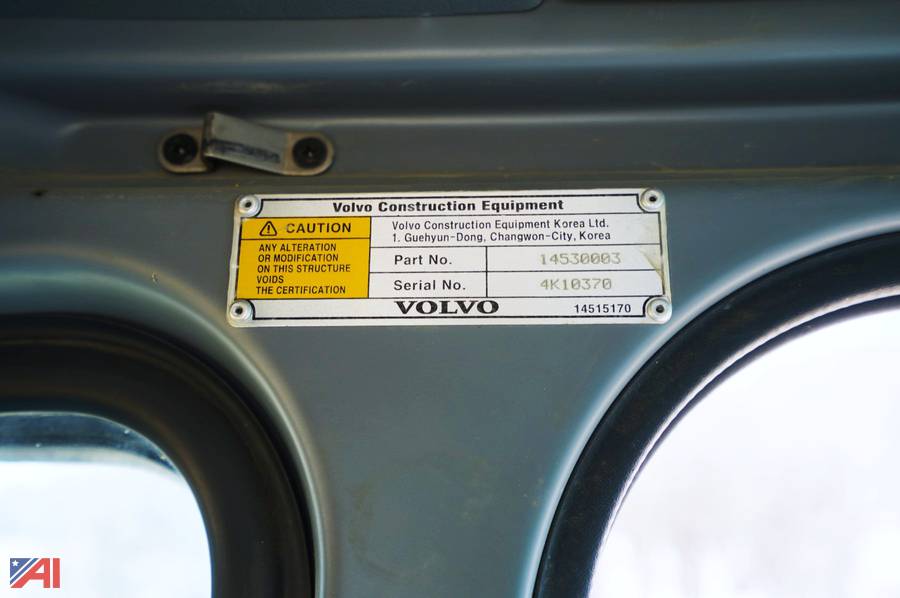 Volvo Construction Equipment
CAUTION
ANY ALTERATION
OR MODIFICATION
ON THIS STRUCTURE
VOIDS
THE CERTIFICATION
Volvo Construction Equipment Korea Ltd.
1. Guehyun-Dong, Changwon-City, Korea
Part No. 14530003
Serial No. 4K10370
VOLVO 14515170
AI